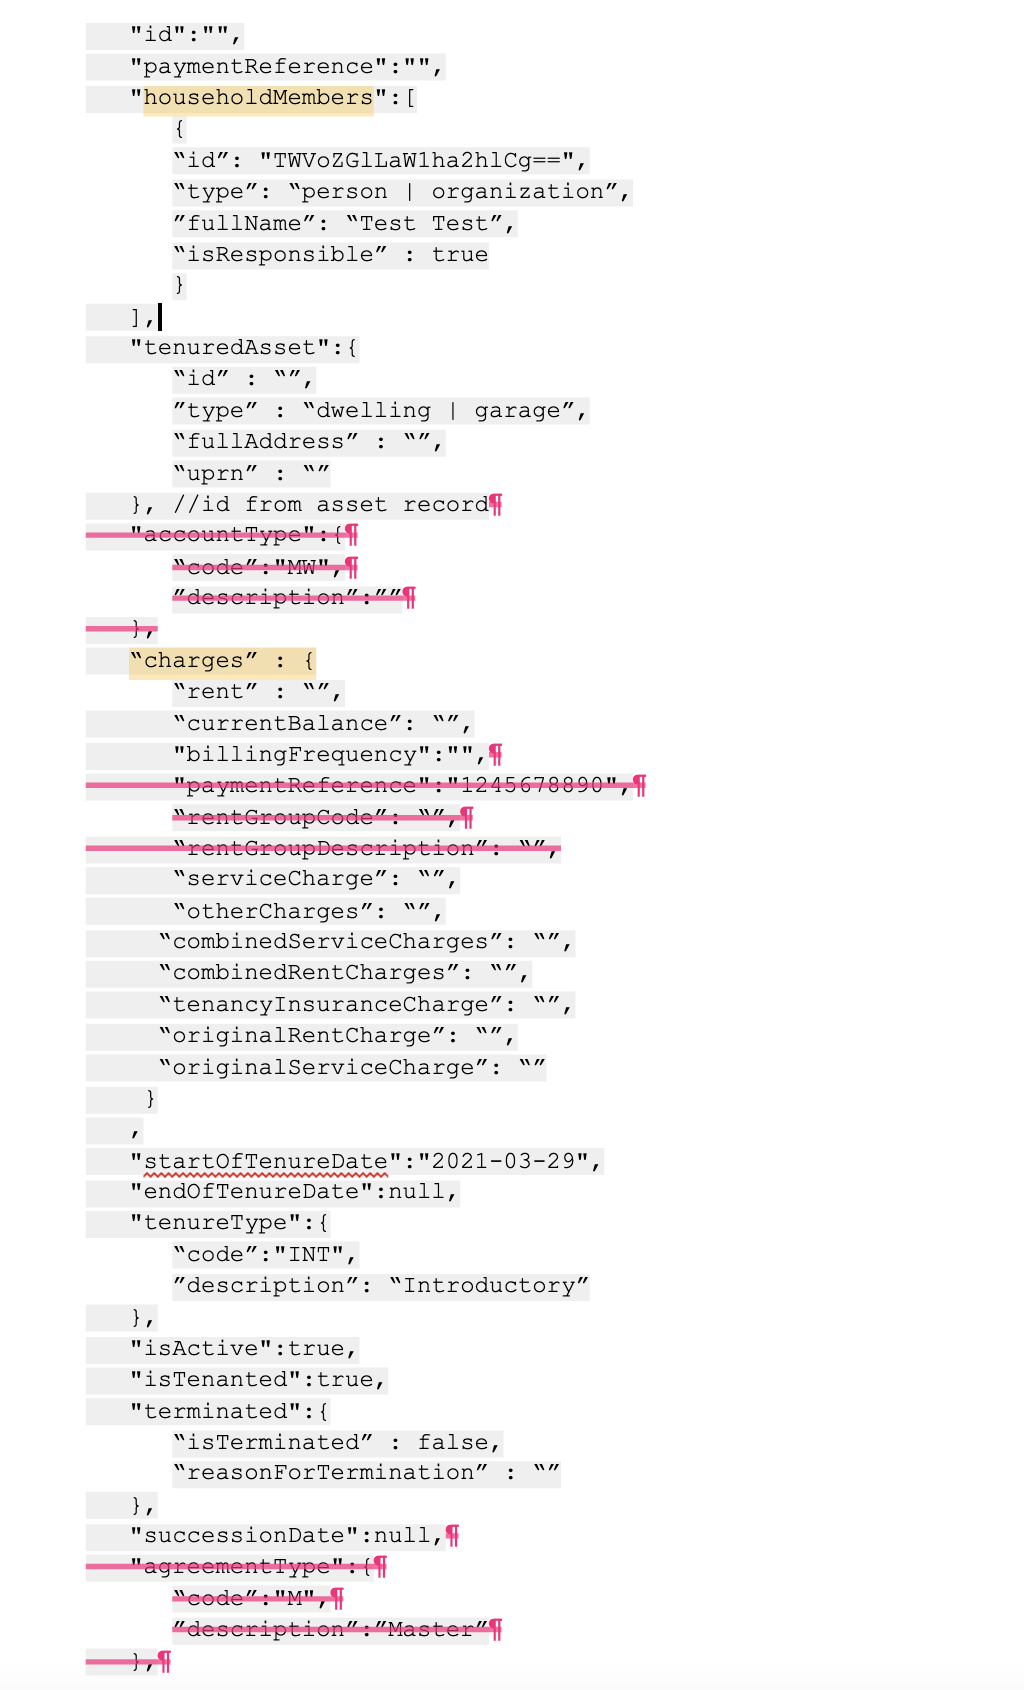 "id":"",
"paymentReference":"",
"householdMembers":[
{
“id”: "TWVoZGlLaW1ha2hlCg==",
“type”: “person | organization”,
”fullName”: “Test Test”,
“isResponsible” : true
}
],
"tenuredAsset":{
“id” : “”,
”type” : “dwelling | garage”,
“fullAddress” : “”,
“uprn” : “”
}, //id from asset record¶
"accountType":{¶
“code”:"MW",¶
”description”:””¶
},
“charges” : {
“rent” : “”,
“currentBalance”: “”,
"billingFrequency":"",¶
"paymentReference":"1245678890",¶
“rentGroupCode”: “”,¶
“rentGroupDescription”: “”,
“serviceCharge”: “”,
“otherCharges”: “”,
“combinedServiceCharges”: “”,
“combinedRentCharges”: “”,
“tenancyInsuranceCharge”: “”,
“originalRentCharge”: “”,
“originalServiceCharge”: “”
}
,
"startOfTenureDate":"2021-03-29",
"endOfTenureDate":null,
"tenureType":{
“code”:"INT",
”description”: “Introductory”
},
"isActive":true,
"isTenanted":true,
"terminated":{
“isTerminated” : false,
“reasonForTermination” : “”
},
"successionDate":null,¶
"agreementType":{¶
“code”:"M",¶
”description”:”Master”¶
},¶